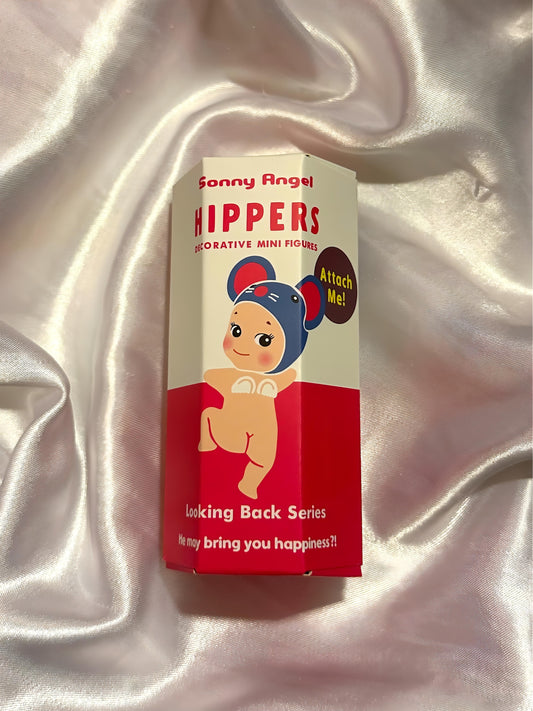 Sonny Angel
HIPPERS
DECORATIVE MINI FIGURES
Attach
Me!
Looking Back Series
He may bring you happiness?!